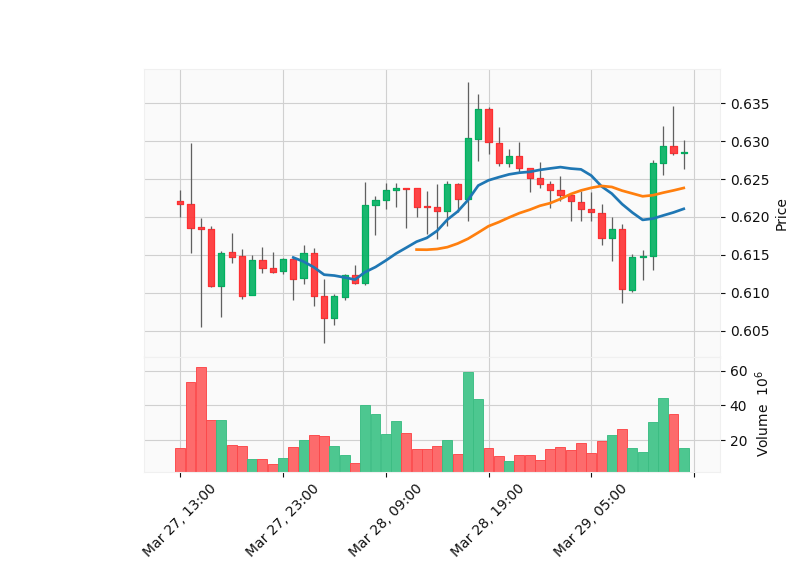 0.635
0.630
0.625
0.620
0.615
0.610
0.605
Price
60
40
20
Volume 10⁶
Mar 27, 13:00
Mar 27, 23:00
Mar 28, 09:00
Mar 28, 19:00
Mar 29, 05:00